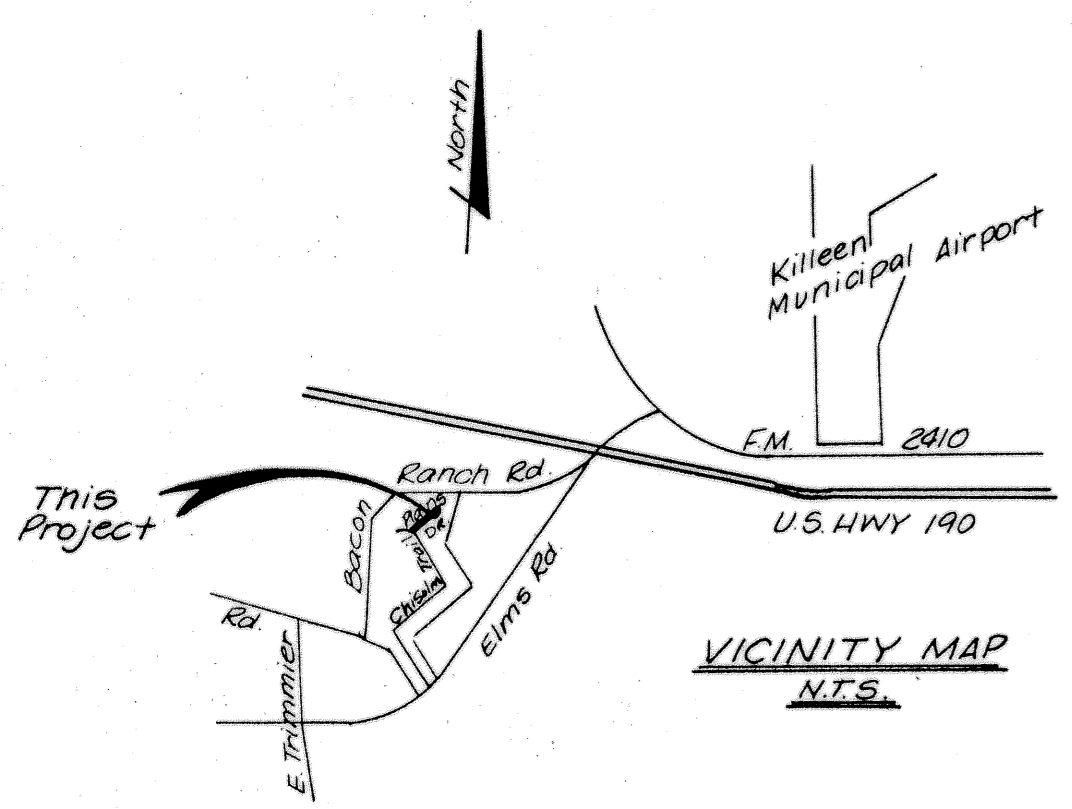 North
Killeen
Municipal Airport
F.M. 2410
Ranch Rd.
This
Project
Plains
DR.
U.S. HWY 190
Bacon
Trail
Chisolm
Elms Rd.
Rd.
E. Trimmier
VICINITY MAP
N.T.S.